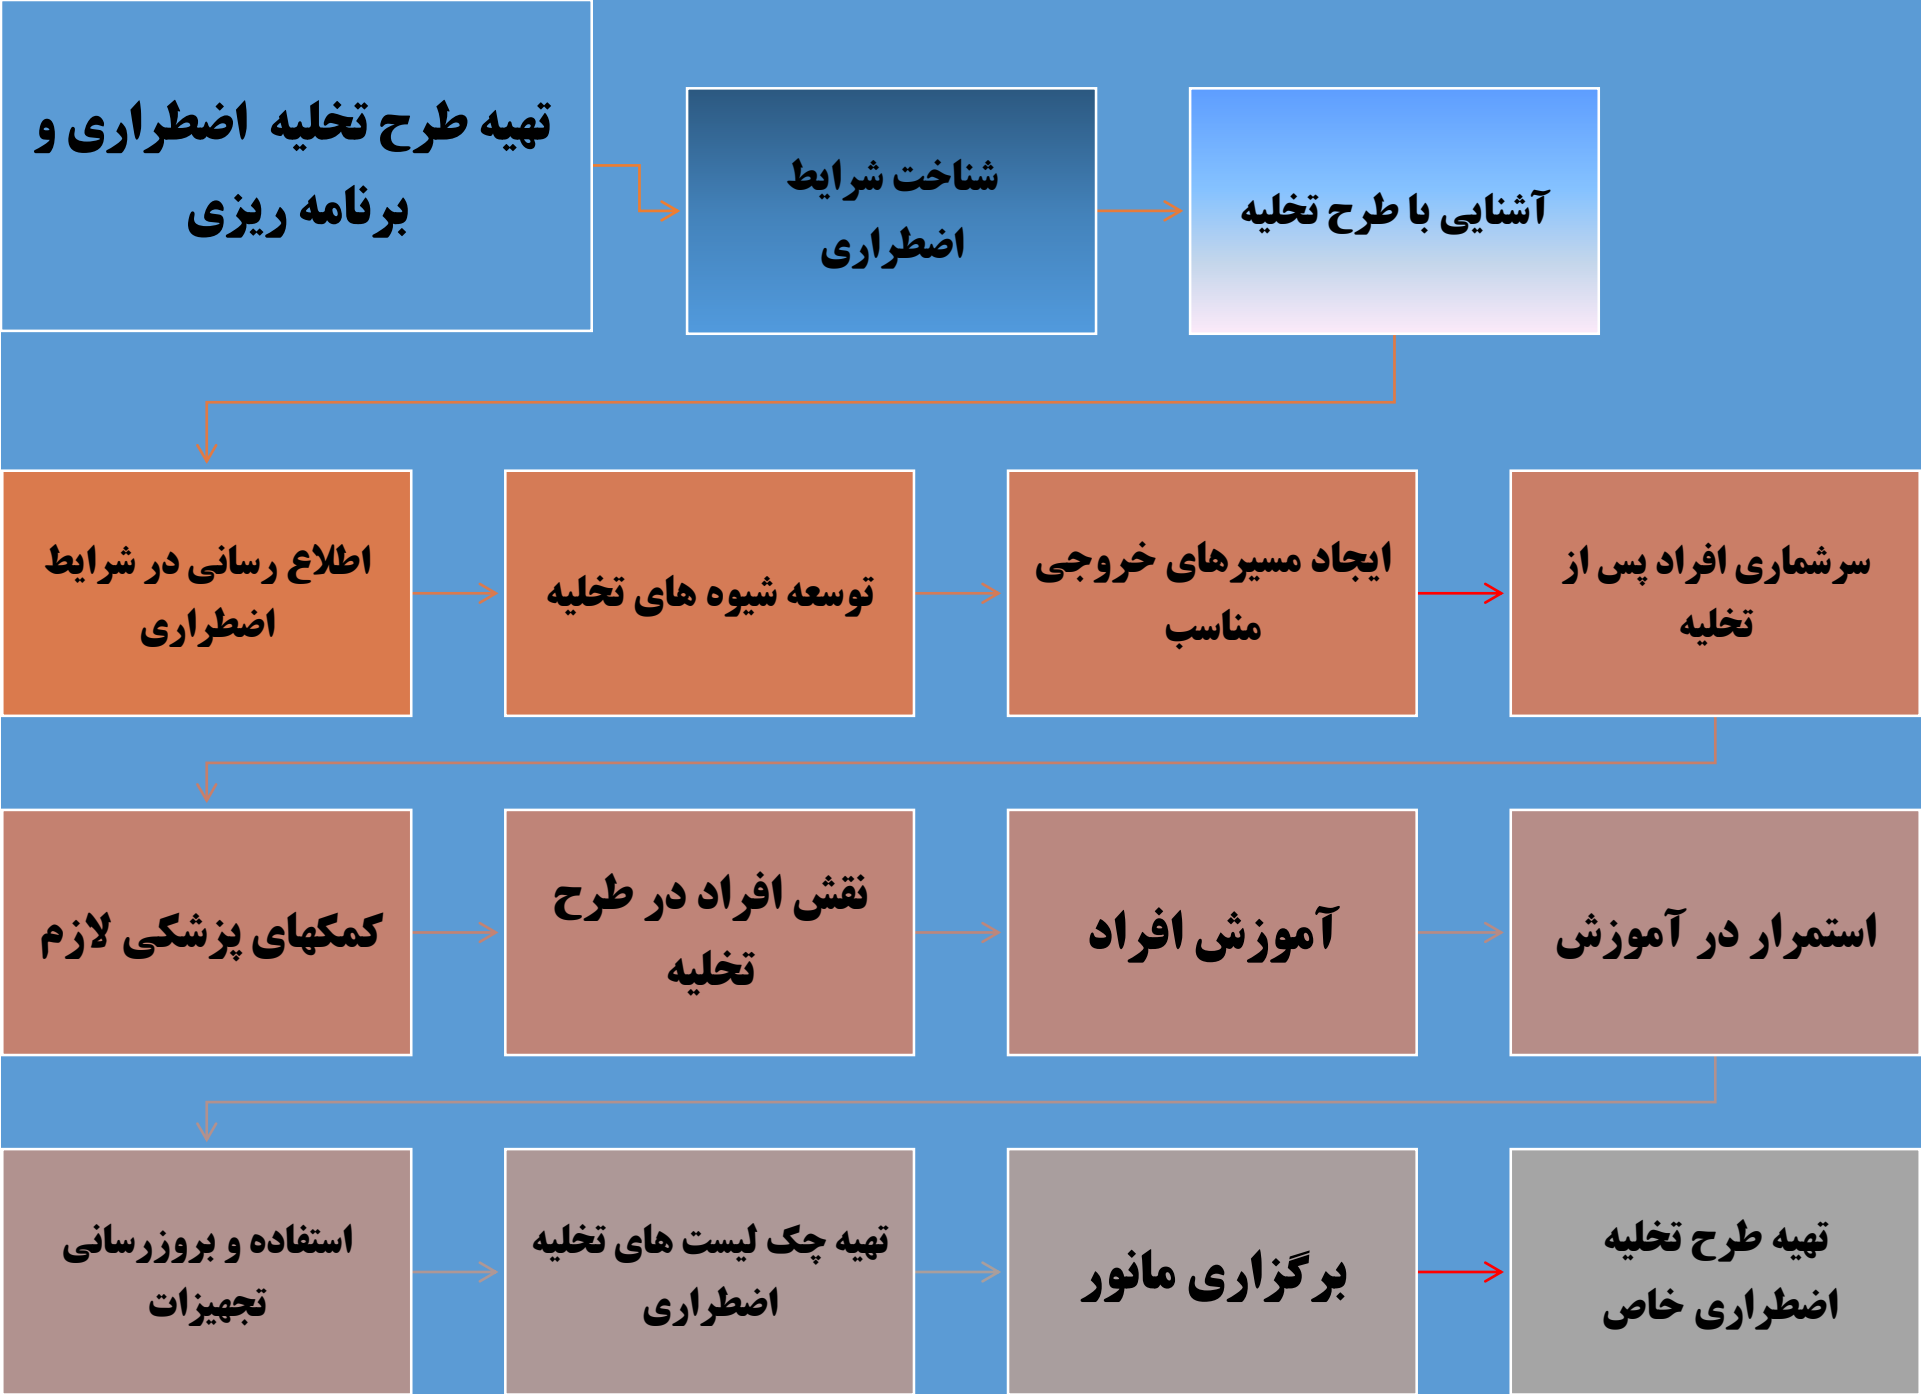 تهیه طرح تخلیه اضطراری و
برنامه ریزی
شناخت شرایط
اضطراری
آشنایی با طرح تخلیه
اطلاع رسانی در شرایط
اضطراری
توسعه شیوه های تخلیه
ایجاد مسیرهای خروجی
مناسب
سرشماری افراد پس از
تخلیه
کمکهای پزشکی لازم
نقش افراد در طرح
تخلیه
آموزش افراد
استمرار در آموزش
استفاده و بروزرسانی
تجهیزات
تهیه چک لیست های تخلیه
اضطراری
برگزاری مانور
تهیه طرح تخلیه
اضطراری خاص